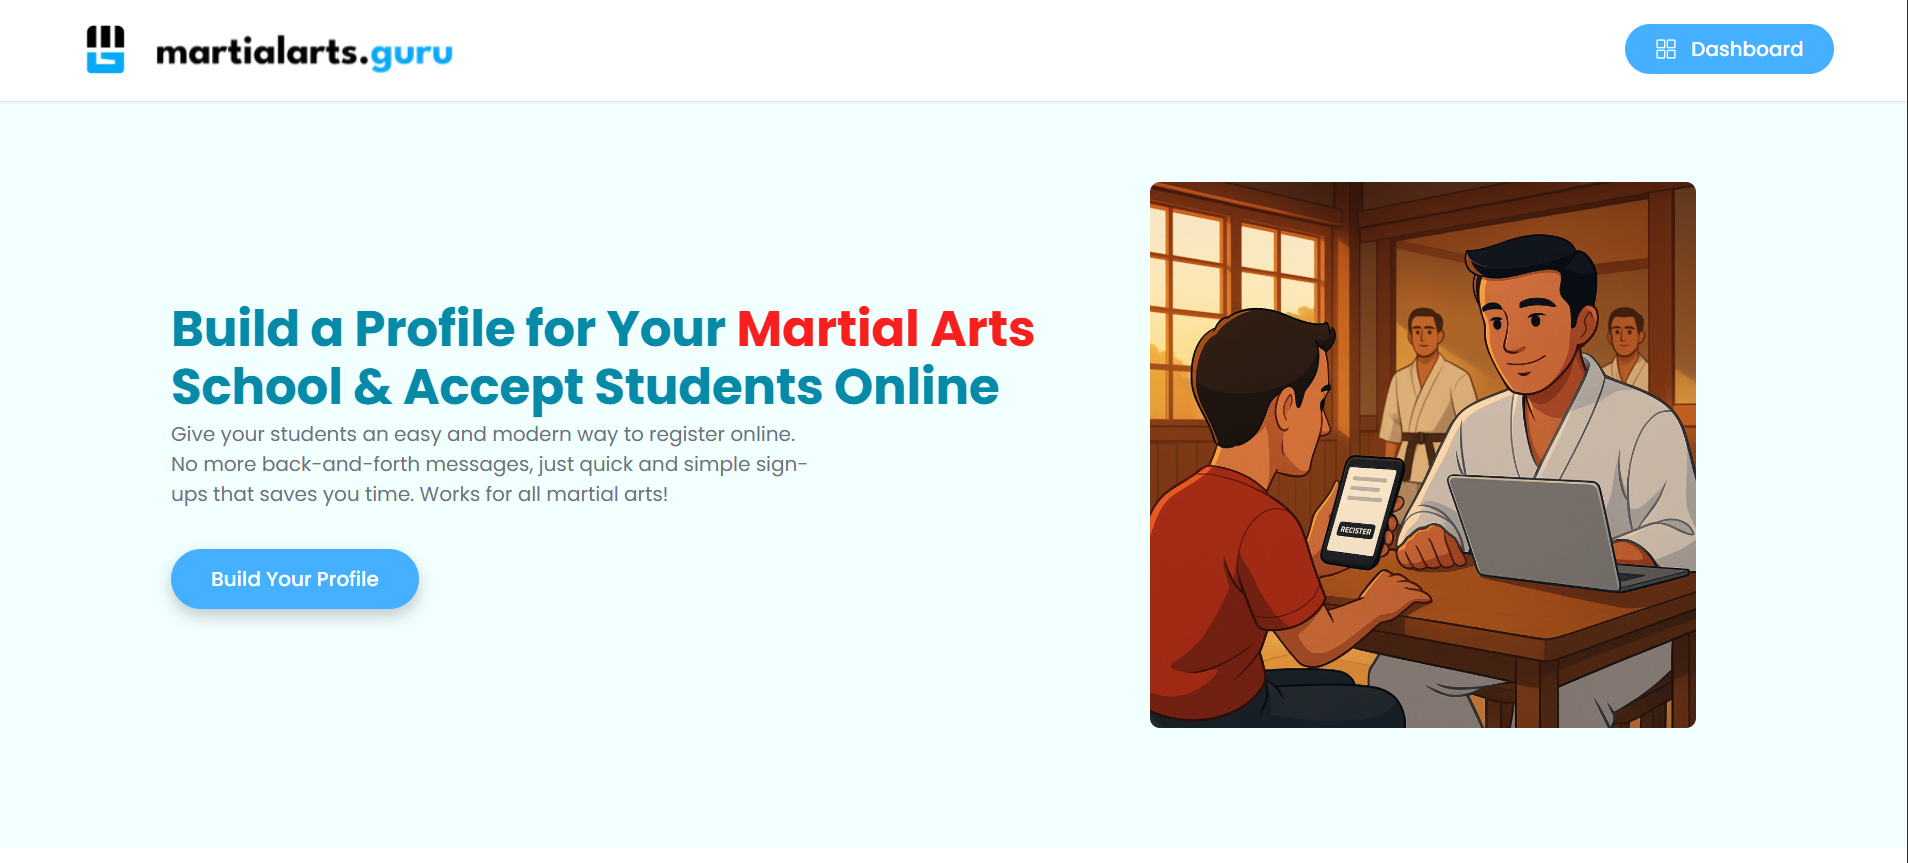 martialarts.guru
Dashboard
Build a Profile for Your Martial Arts
School & Accept Students Online
Give your students an easy and modern way to register online.
No more back-and-forth messages, just quick and simple sign-
ups that saves you time. Works for all martial arts!
Build Your Profile
RECISTER